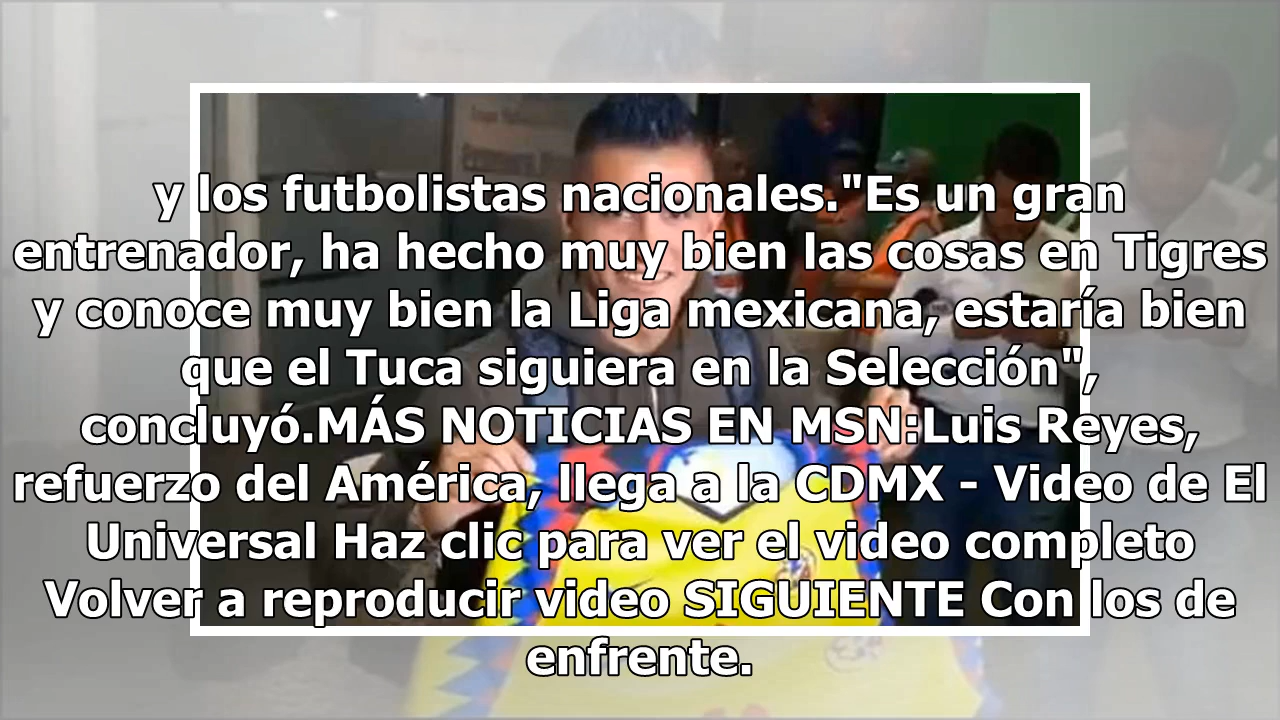 y los futbolistas nacionales."Es un gran
entrenador, ha hecho muy bien las cosas en Tigres
y conoce muy bien la Liga mexicana, estaría bien
que el Tuca siguiera en la Selección",
concluyó.MÁS NOTICIAS EN MSN:Luis Reyes,
refuerzo del América, llega a la CDMX - Video de El
Universal Haz clic para ver el video completo
Volver a reproducir video SIGUIENTE Con los de
enfrente.